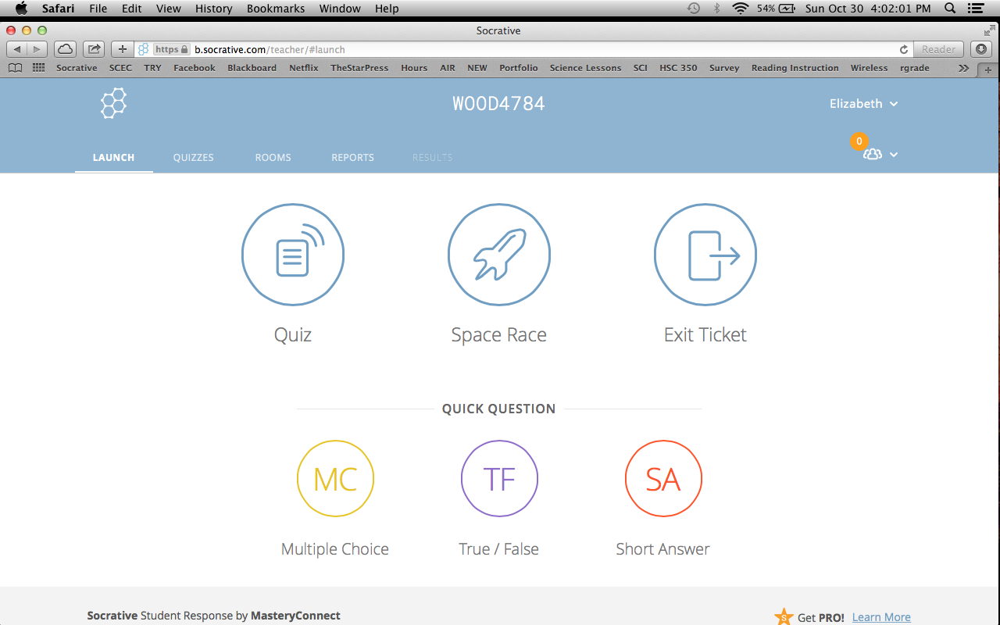 Safari File Edit View History Bookmarks Window Help 54% Sun Oct 30 4:02:01 PM
Socrative
https b.socrative.com/teacher/#launch Reader
Socrative SCEC TRY Facebook Blackboard Netflix TheStarPress Hours AIR NEW Portfolio Science Lessons SCI HSC 350 Survey Reading Instruction Wireless rgrade
WOOD4784 Elizabeth
0
LAUNCH QUIZZES ROOMS REPORTS RESULTS
Quiz Space Race Exit Ticket
QUICK QUESTION
MC TF SA
Multiple Choice True / False Short Answer
Socrative Student Response by MasteryConnect S Get PRO! Learn More